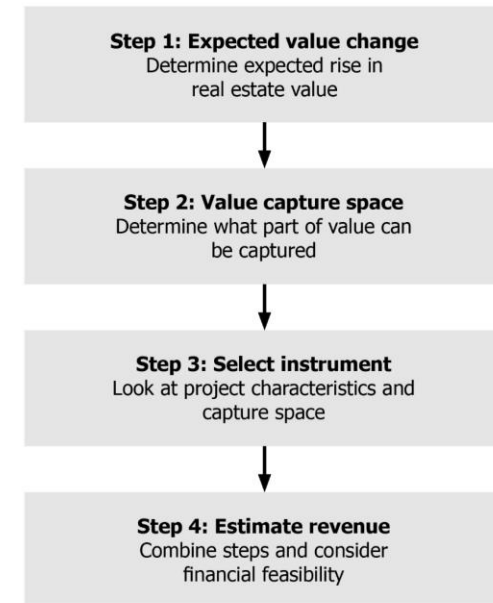 Step 1: Expected value change
Determine expected rise in
real estate value
Step 2: Value capture space
Determine what part of value can
be captured
Step 3: Select instrument
Look at project characteristics and
capture space
Step 4: Estimate revenue
Combine steps and consider
financial feasibility